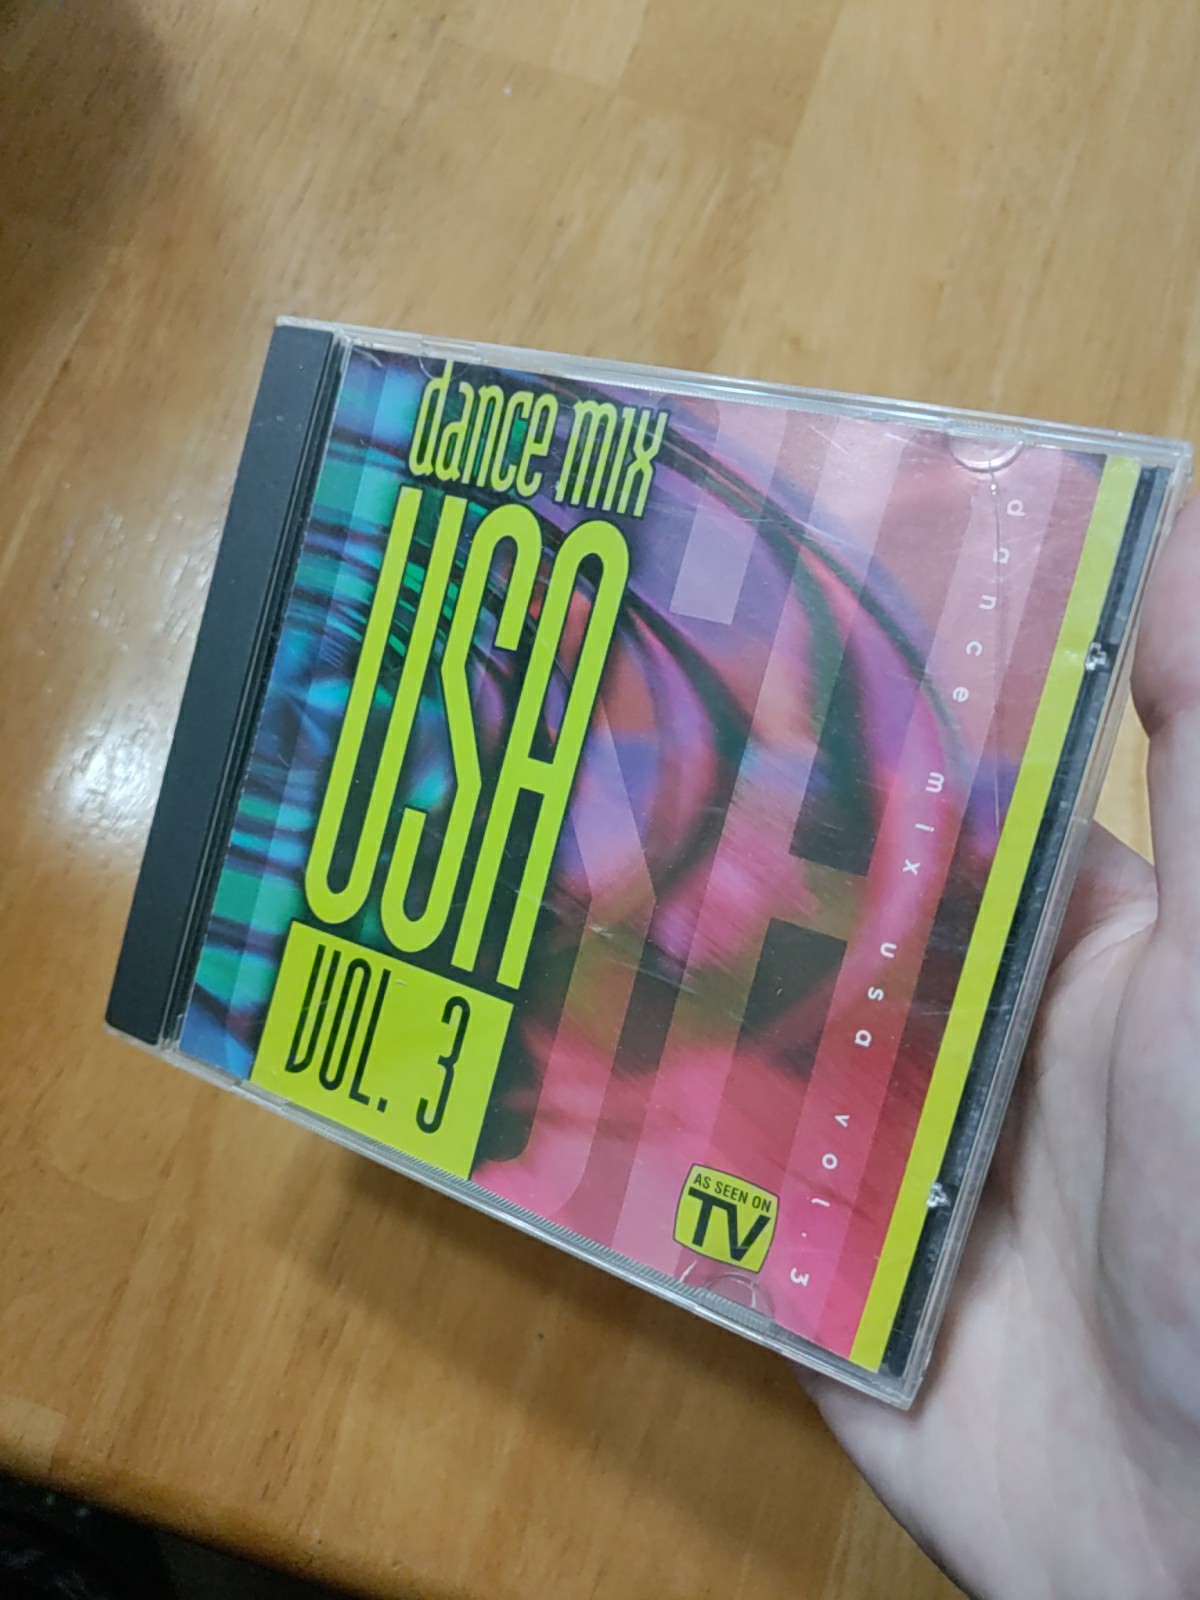 dance mix
USA
VOL. 3
dance mix usa vol. 3
AS SEEN ON
TV